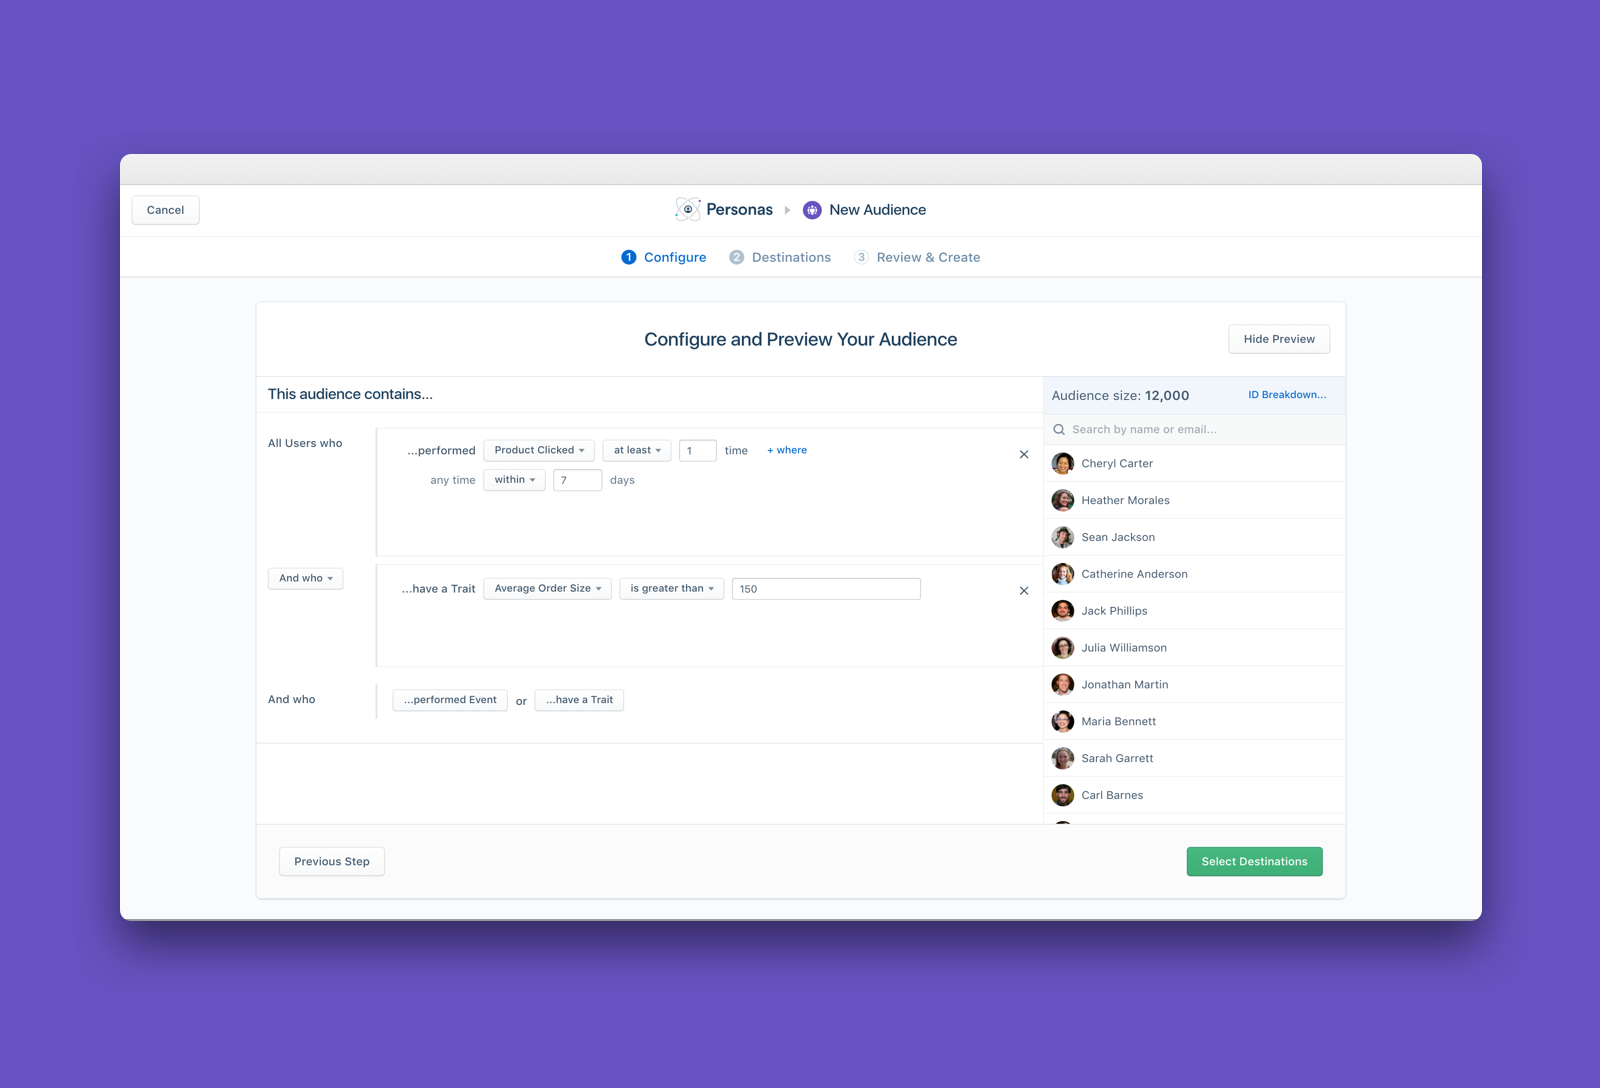 Cancel
Personas
New Audience
1 Configure
2 Destinations
3 Review & Create
Configure and Preview Your Audience
Hide Preview
This audience contains...
All Users who
...performed Product Clicked at least 1 time + where
any time within 7 days
And who
...have a Trait Average Order Size is greater than 150
And who
...performed Event or ...have a Trait
Audience size: 12,000
ID Breakdown...
Search by name or email...
Cheryl Carter
Heather Morales
Sean Jackson
Catherine Anderson
Jack Phillips
Julia Williamson
Jonathan Martin
Maria Bennett
Sarah Garrett
Carl Barnes
Previous Step
Select Destinations